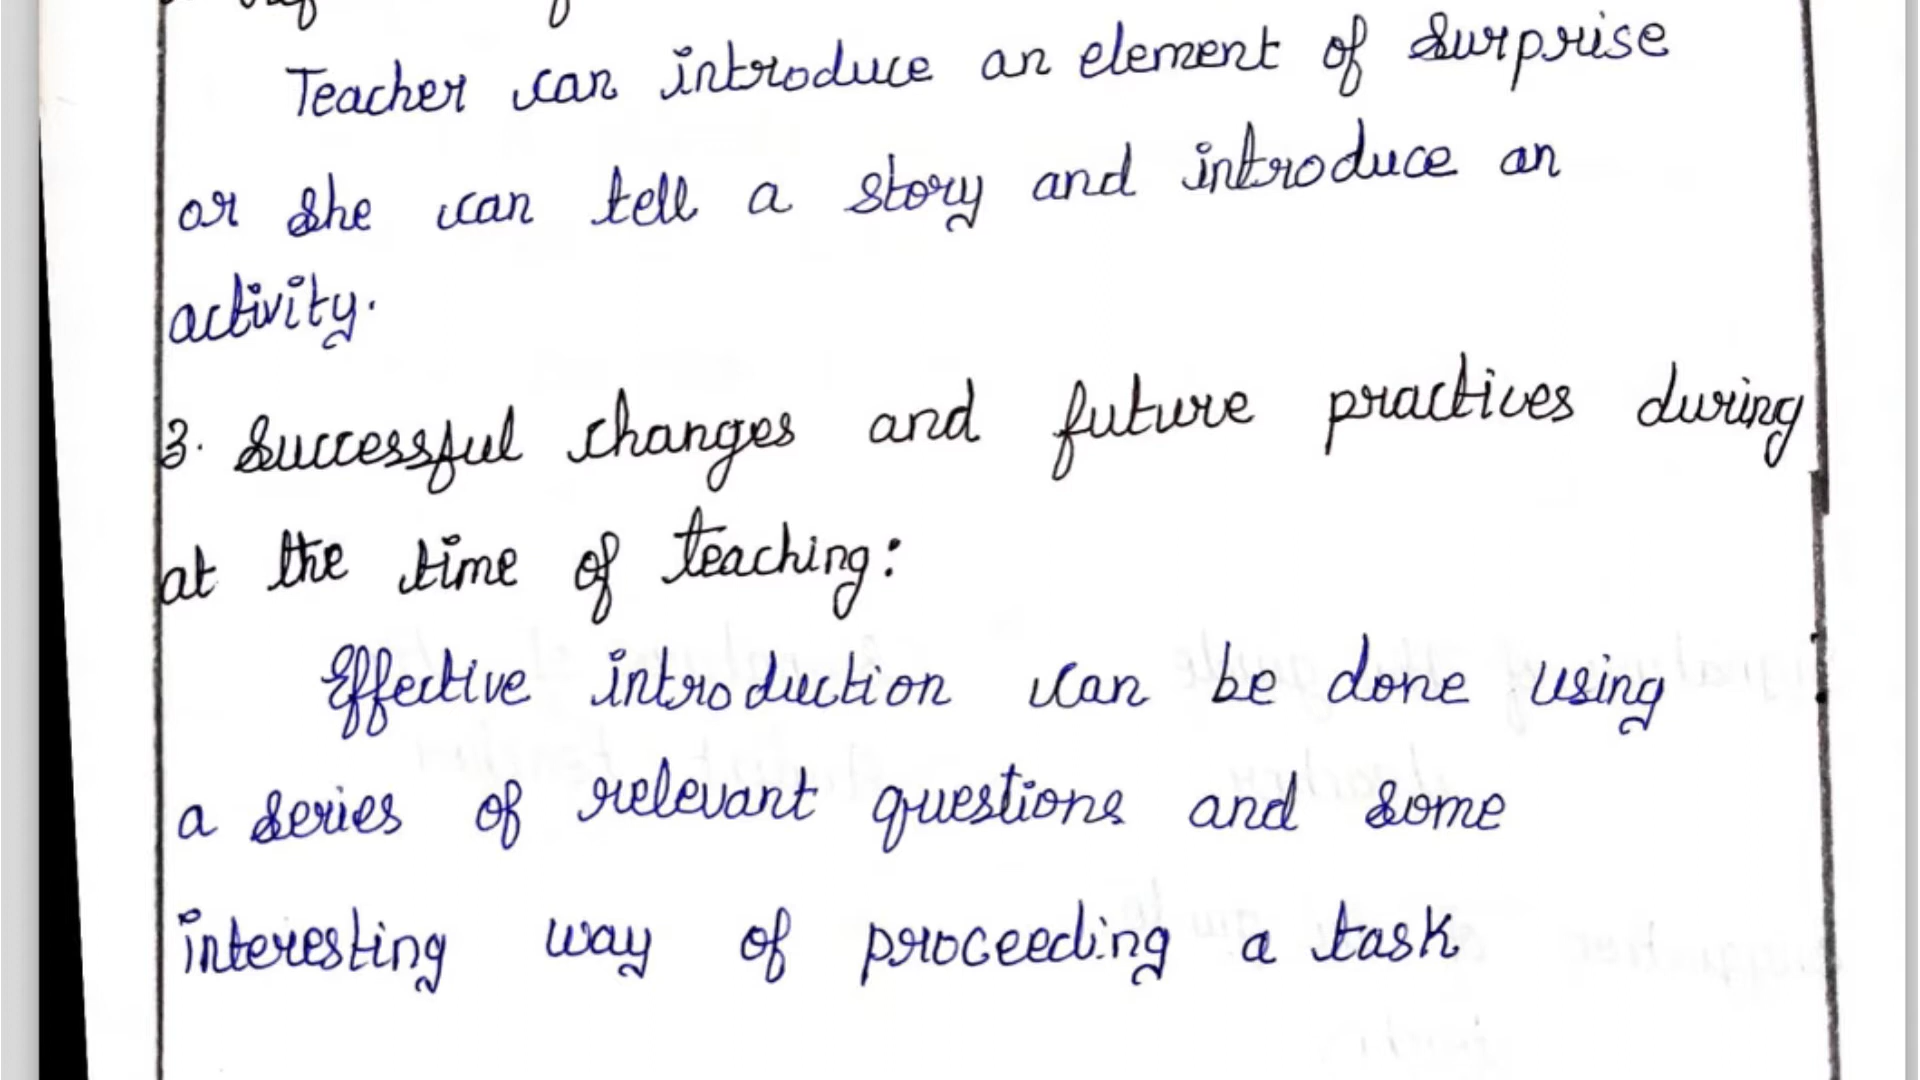 Teacher can introduce an element of surprise
or she can tell a story and introduce an
activity.
3. Successful changes and future practices during
at the time of teaching:
Effective introduction can be done using
a series of relevant questions and some
interesting way of proceeding a task